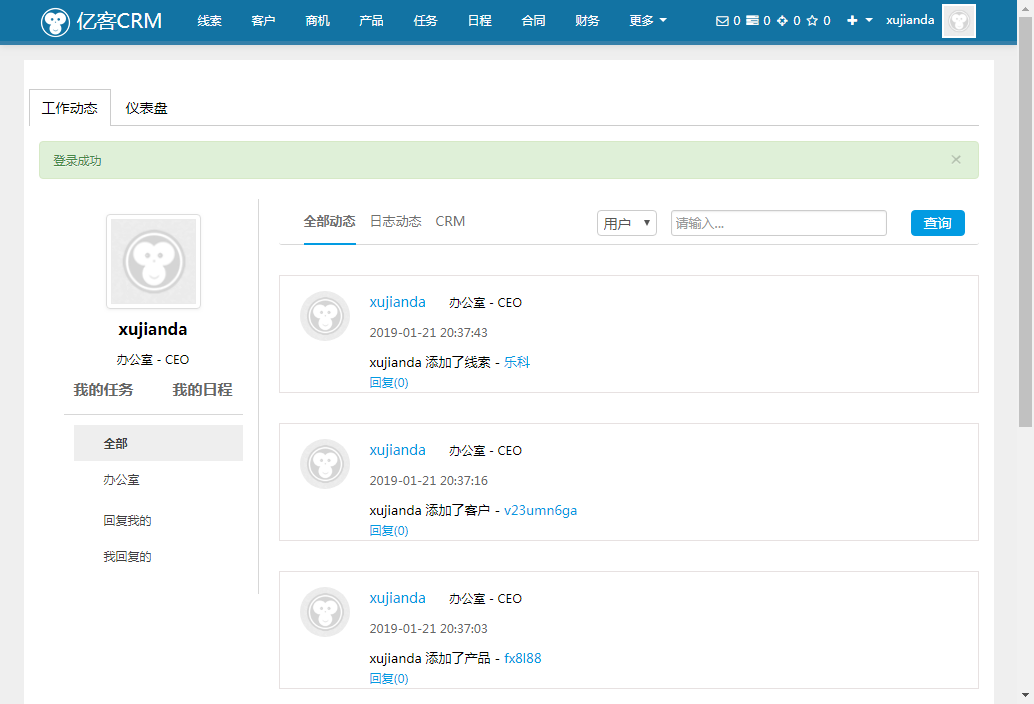 亿客CRM 线索 客户 商机 产品 任务 日程 合同 财务 更多 0 0 0 0 xujianda
工作动态 仪表盘
登录成功 ×
xujianda
办公室 - CEO
我的任务 我的日程
全部
办公室
回复我的
我回复的
全部动态 日志动态 CRM 用户 请输入... 查询
xujianda 办公室 - CEO
2019-01-21 20:37:43
xujianda 添加了线索 - 乐科
回复(0)
xujianda 办公室 - CEO
2019-01-21 20:37:16
xujianda 添加了客户 - v23umn6ga
回复(0)
xujianda 办公室 - CEO
2019-01-21 20:37:03
xujianda 添加了产品 - fx8l88
回复(0)